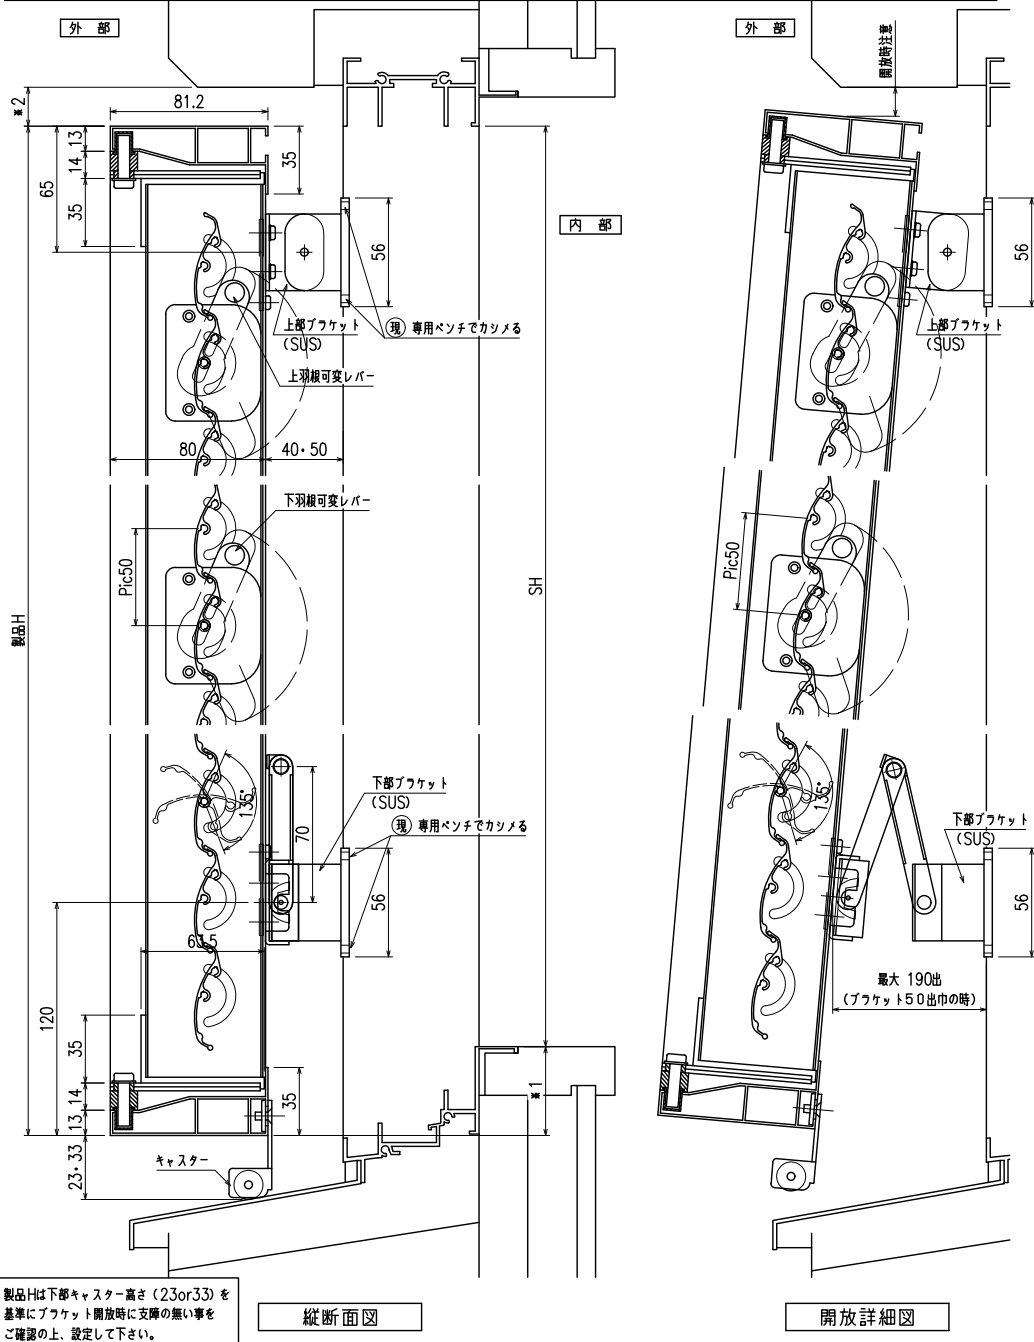 外 部
※2
81.2
13
14
65
35
35
56
内 部
上部ブラケット
(SUS)
現 専用ペンチでカシメる
上羽根可変レバー
80
40・50
下羽根可変レバー
Pic50
製品H
SH
135°
70
下部ブラケット
(SUS)
現 専用ペンチでカシメる
56
63.5
120
35
14
13
35
※1
23・33
キャスター
製品Hは下部キャスター高さ（23or33）を
基準にブラケット開放時に支障の無い事を
ご確認の上、設定して下さい。
縦断面図
外 部
開放時注意
56
上部ブラケット
(SUS)
Pic50
135°
下部ブラケット
(SUS)
56
最大 190出
(ブラケット50出巾の時)
開放詳細図